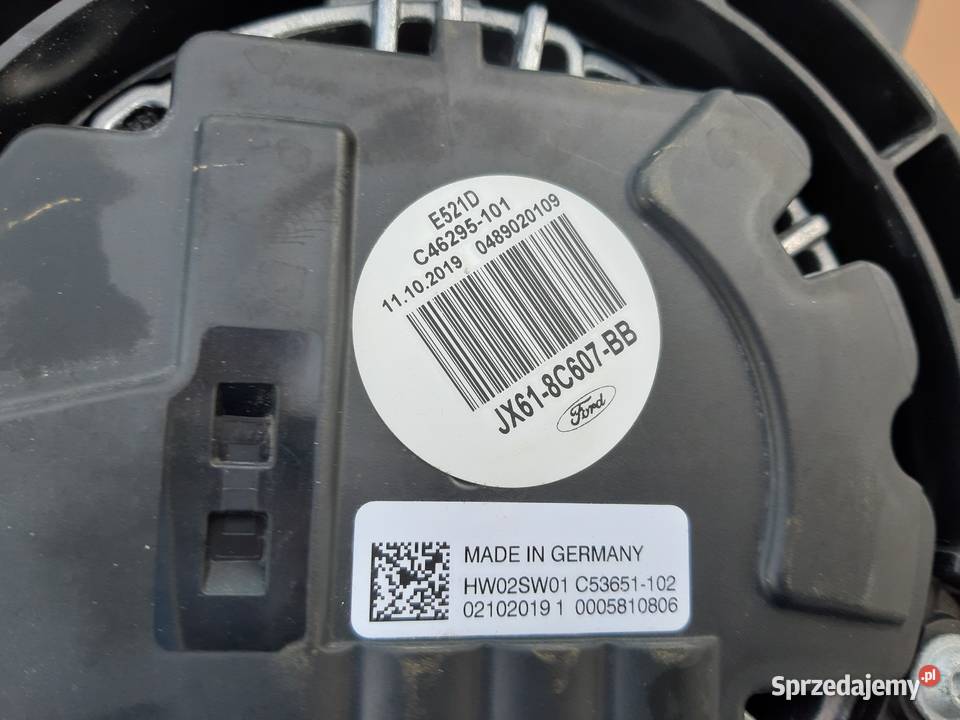 E521D
C46295-101
11.10.2019 0489020109
JX61-8C607-BB
Ford
MADE IN GERMANY
HW02SW01 C53651-102
02102019 1 0005810806
Sprzedajemy.pl